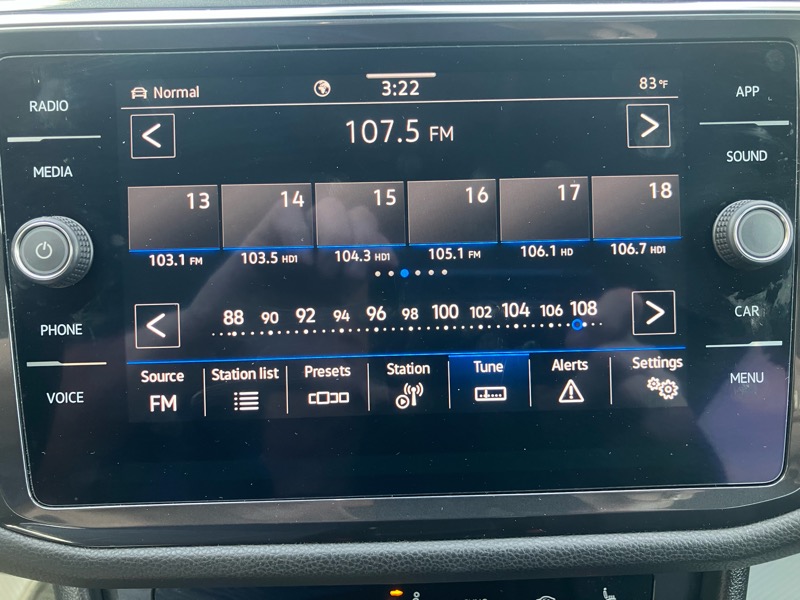 RADIO
MEDIA
PHONE
VOICE
Normal
3:22
83°F
107.5 FM
13 14 15 16 17 18
103.1 FM 103.5 HD1 104.3 HD1 105.1 FM 106.1 HD 106.7 HD1
88 90 92 94 96 98 100 102 104 106 108
Source Station list Presets Station Tune Alerts Settings
FM
APP
SOUND
CAR
MENU